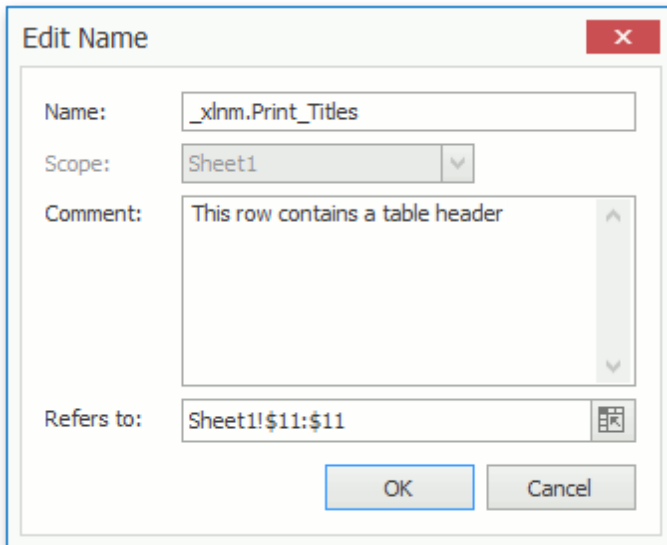 Edit Name
Name: _xlnm.Print_Titles
Scope: Sheet1
Comment: This row contains a table header
Refers to: Sheet1!$11:$11
OK Cancel